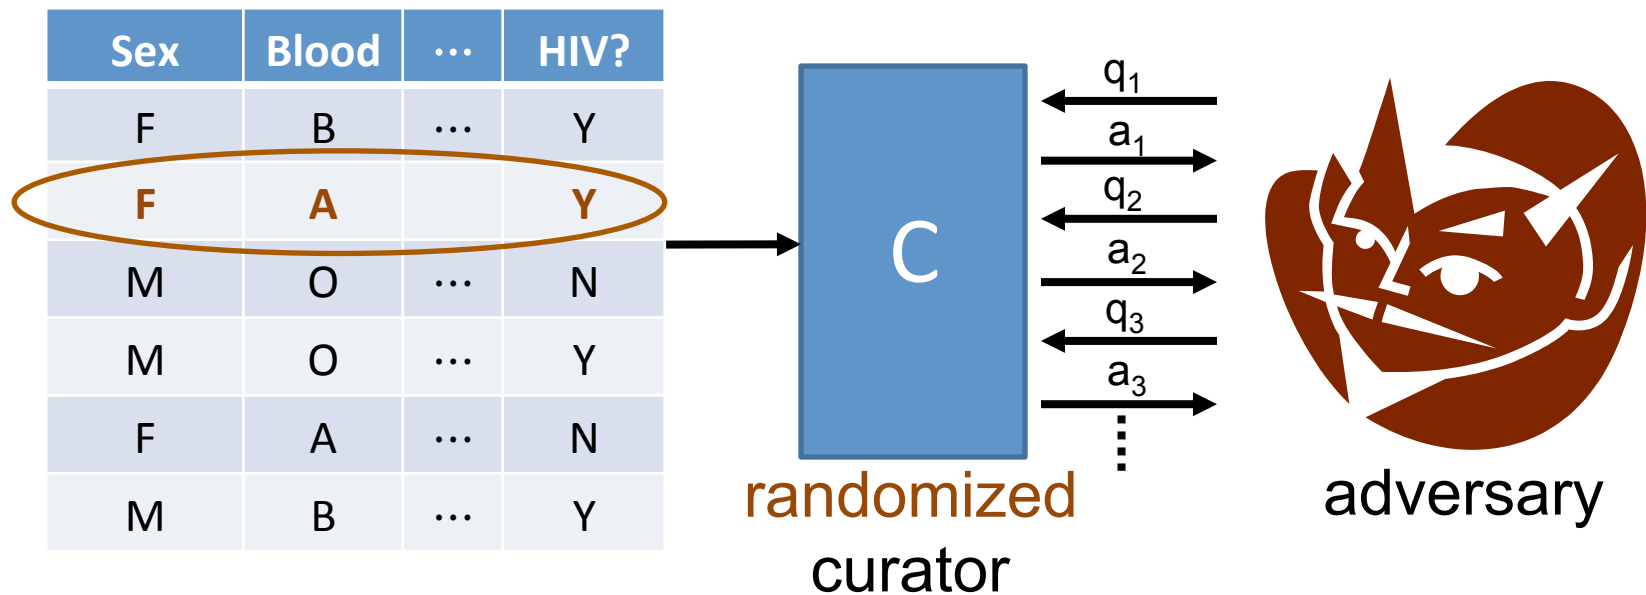 Sex Blood ... HIV?
F B ... Y
F A Y
M O ... N
M O ... Y
F A ... N
M B ... Y
C
q1
a1
q2
a2
q3
a3
randomized
curator
adversary